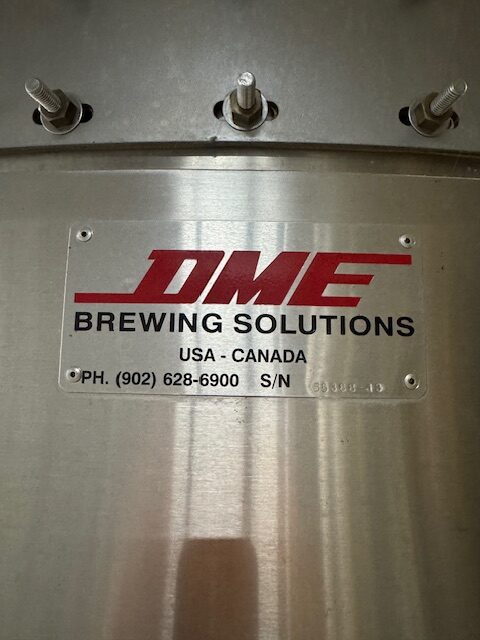 DME
BREWING SOLUTIONS
USA - CANADA
PH. (902) 628-6900 S/N